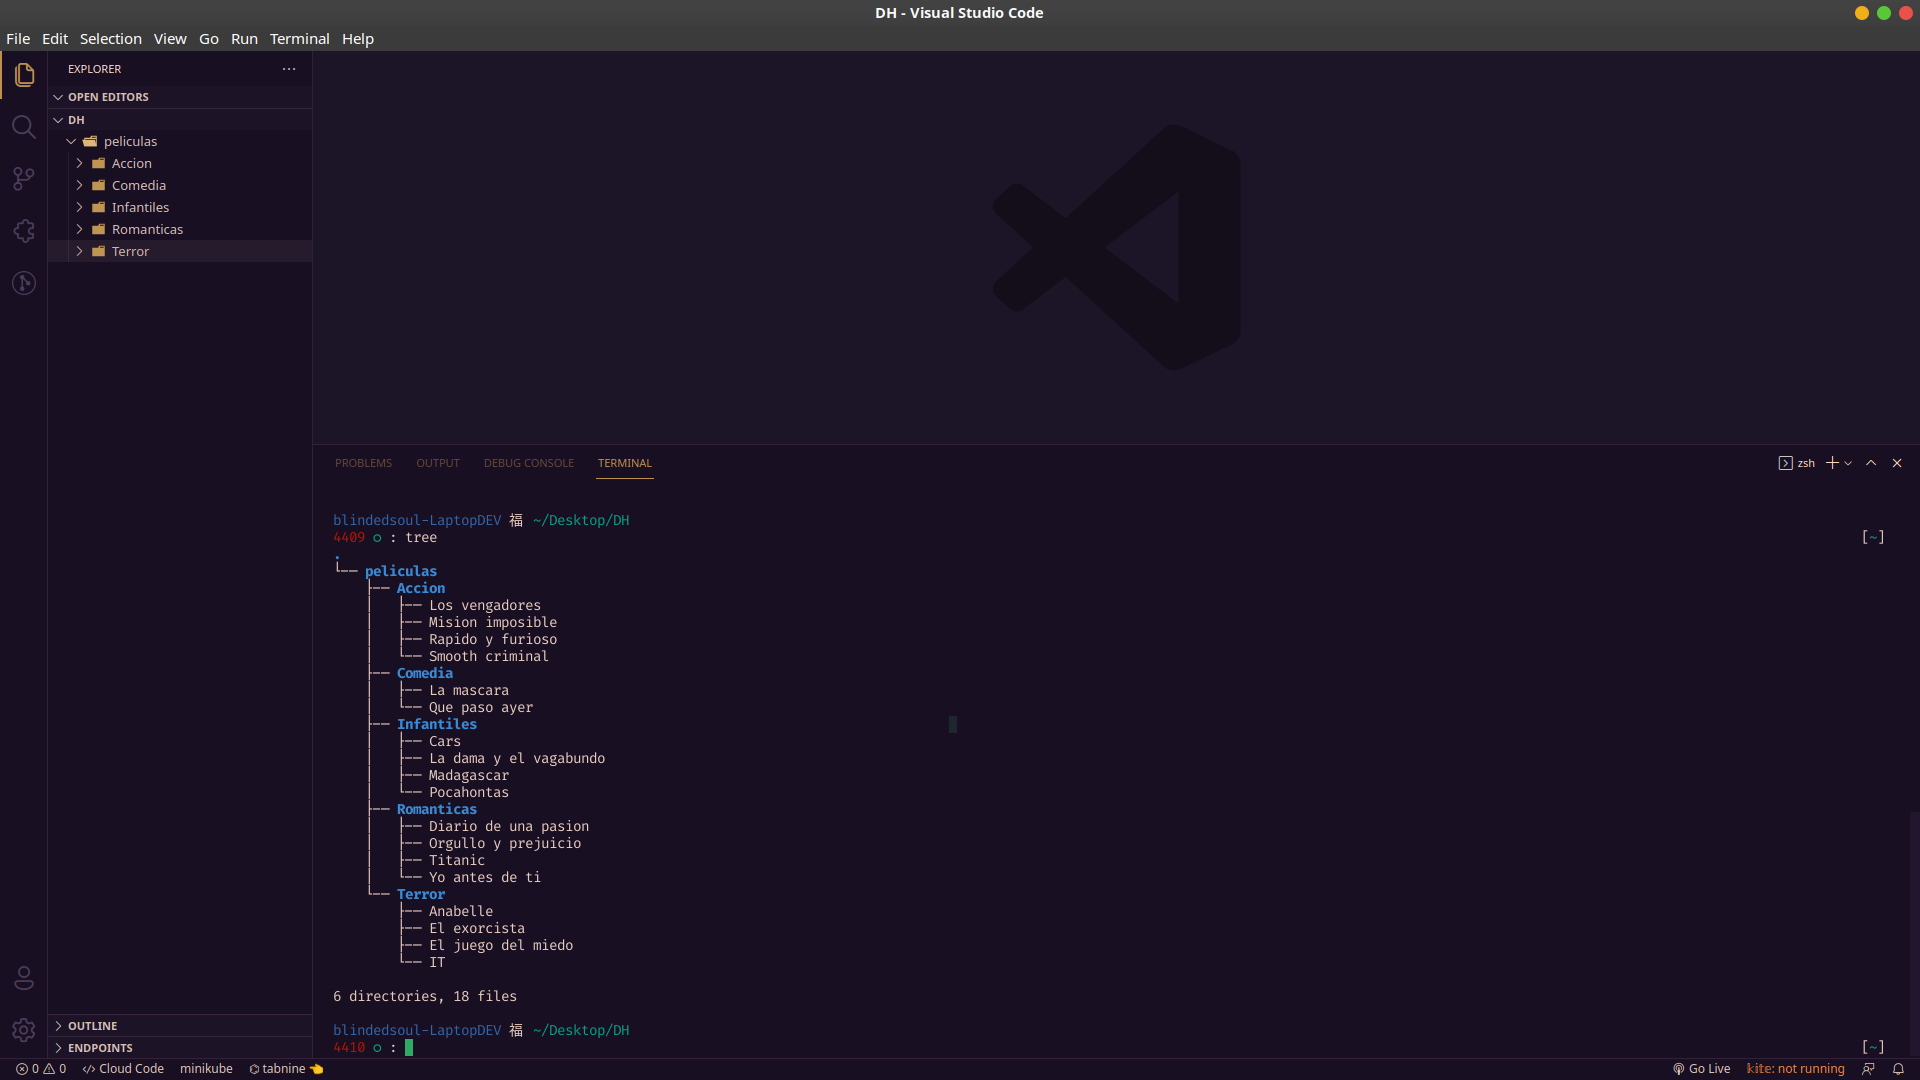 DH - Visual Studio Code
File Edit Selection View Go Run Terminal Help
EXPLORER
OPEN EDITORS
DH
peliculas
Accion
Comedia
Infantiles
Romanticas
Terror
OUTLINE
ENDPOINTS
PROBLEMS OUTPUT DEBUG CONSOLE TERMINAL
zsh
blindedsoul-LaptopDEV 福 ~/Desktop/DH
4409 ○ : tree [~]
.
└── peliculas
├── Accion
│ ├── Los vengadores
│ ├── Mision imposible
│ ├── Rapido y furioso
│ └── Smooth criminal
├── Comedia
│ ├── La mascara
│ └── Que paso ayer
├── Infantiles
│ ├── Cars
│ ├── La dama y el vagabundo
│ ├── Madagascar
│ └── Pocahontas
├── Romanticas
│ ├── Diario de una pasion
│ ├── Orgullo y prejuicio
│ ├── Titanic
│ └── Yo antes de ti
└── Terror
├── Anabelle
├── El exorcista
├── El juego del miedo
└── IT
6 directories, 18 files
blindedsoul-LaptopDEV 福 ~/Desktop/DH
4410 ○ : [~]
0 0 </> Cloud Code minikube tabnine 👈 Go Live kite: not running